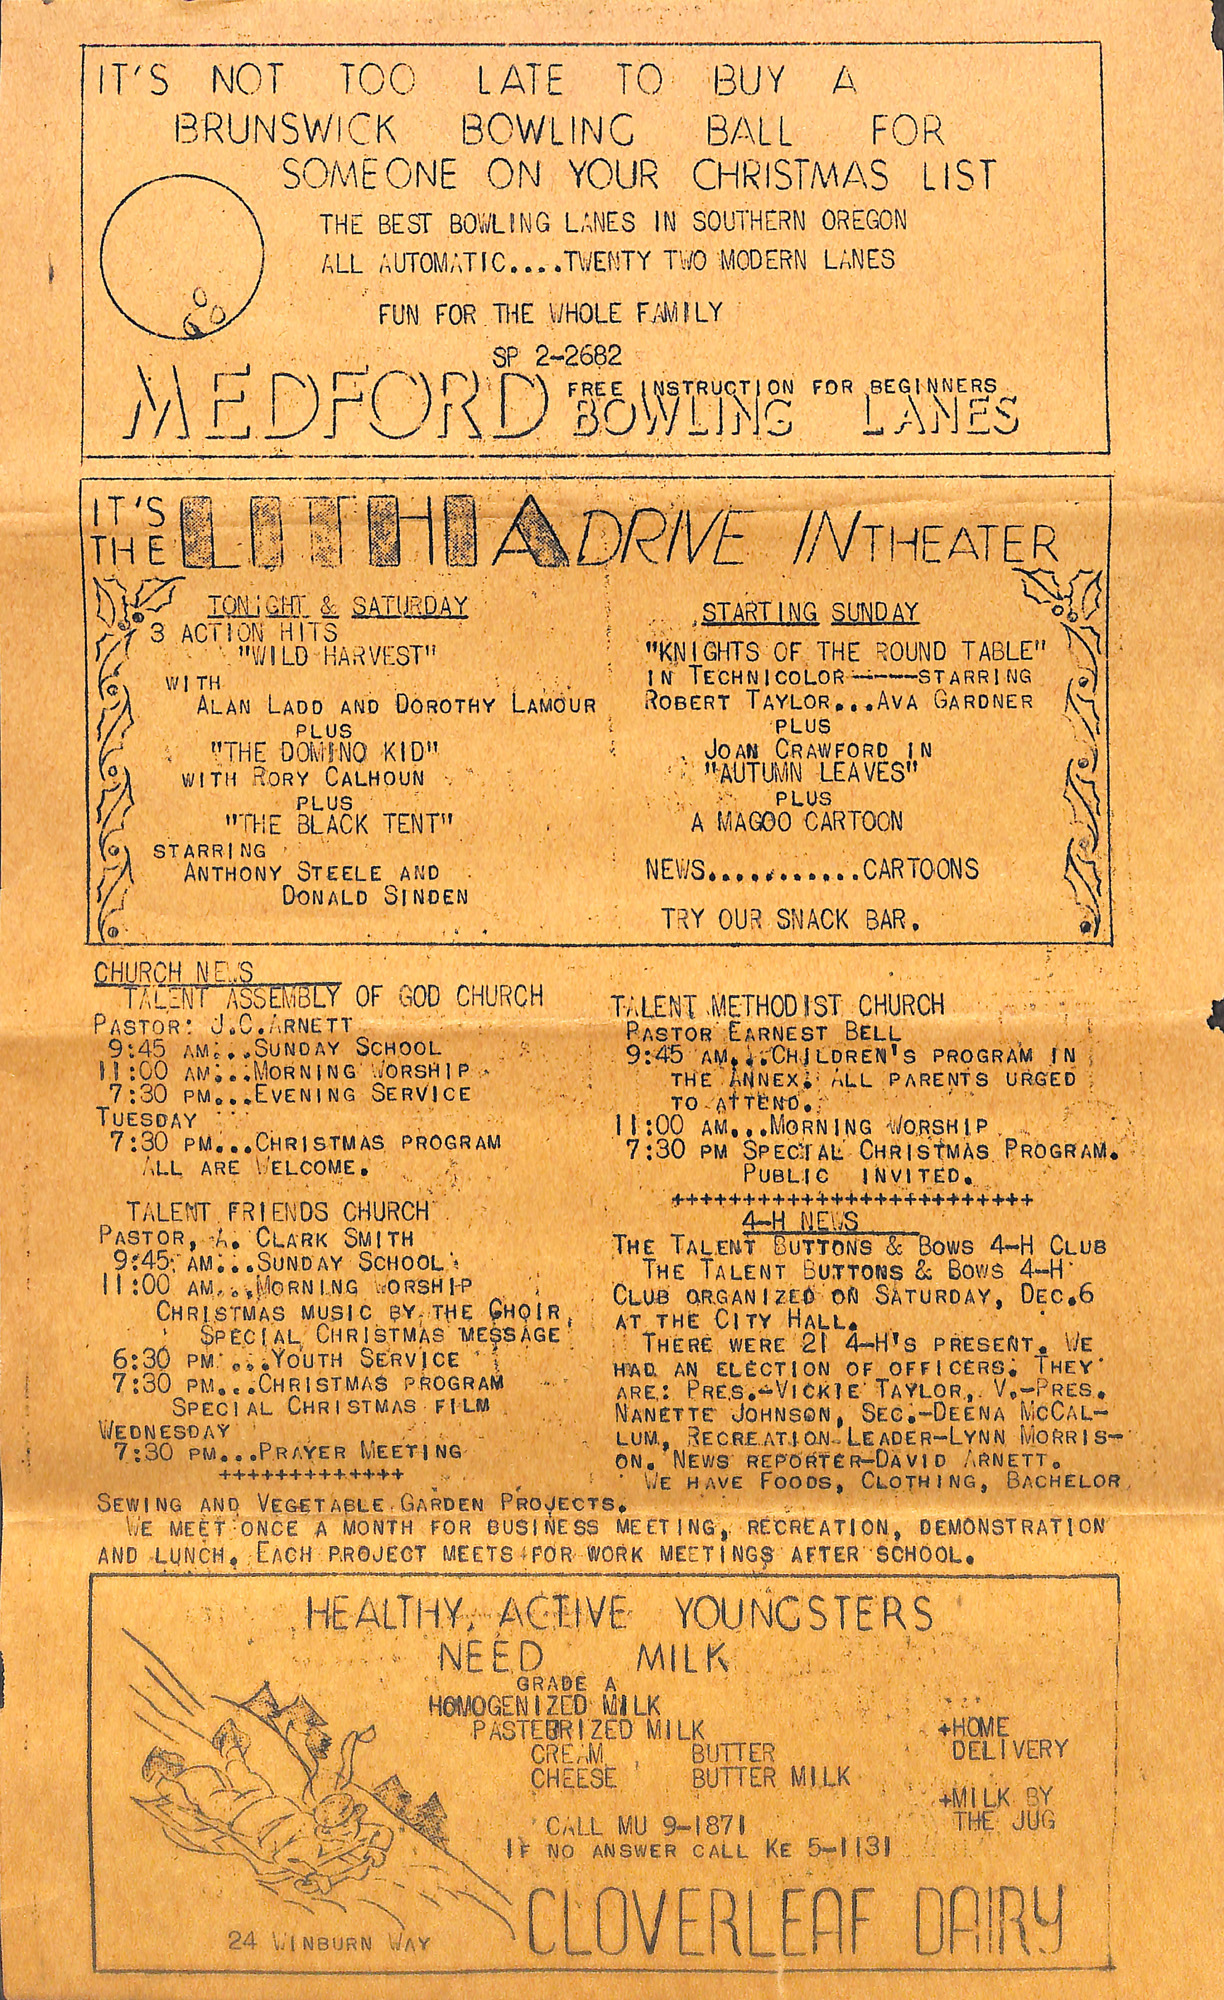 IT'S NOT TOO LATE TO BUY A
BRUNSWICK BOWLING BALL FOR
SOMEONE ON YOUR CHRISTMAS LIST
THE BEST BOWLING LANES IN SOUTHERN OREGON
ALL AUTOMATIC....TWENTY TWO MODERN LANES
FUN FOR THE WHOLE FAMILY
SP 2-2682
FREE INSTRUCTION FOR BEGINNERS
MEDFORD BOWLING LANES
IT'S THE LITHIA DRIVE IN THEATER
TONIGHT & SATURDAY
3 ACTION HITS
"WILD HARVEST"
WITH
ALAN LADD AND DOROTHY LAMOUR
PLUS
"THE DOMINO KID"
WITH RORY CALHOUN
PLUS
"THE BLACK TENT"
STARRING
ANTHONY STEELE AND
DONALD SINDEN
STARTING SUNDAY
"KNIGHTS OF THE ROUND TABLE"
IN TECHNICOLOR-----STARRING
ROBERT TAYLOR...AVA GARDNER
PLUS
JOAN CRAWFORD IN
"AUTUMN LEAVES"
PLUS
A MAGOO CARTOON
NEWS............CARTOONS
TRY OUR SNACK BAR.
CHURCH NEWS
TALENT ASSEMBLY OF GOD CHURCH
PASTOR: J.C.ARNETT
9:45 AM...SUNDAY SCHOOL
11:00 AM...MORNING WORSHIP
7:30 PM...EVENING SERVICE
TUESDAY
7:30 PM...CHRISTMAS PROGRAM
ALL ARE WELCOME.
TALENT FRIENDS CHURCH
PASTOR, A. CLARK SMITH
9:45 AM...SUNDAY SCHOOL
11:00 AM...MORNING WORSHIP
CHRISTMAS MUSIC BY THE CHOIR,
SPECIAL CHRISTMAS MESSAGE
6:30 PM...YOUTH SERVICE
7:30 PM...CHRISTMAS PROGRAM
SPECIAL CHRISTMAS FILM
WEDNESDAY
7:30 PM...PRAYER MEETING
+++++++++++++
TALENT METHODIST CHURCH
PASTOR EARNEST BELL
9:45 AM...CHILDREN'S PROGRAM IN
THE ANNEX. ALL PARENTS URGED
TO ATTEND.
11:00 AM...MORNING WORSHIP
7:30 PM SPECIAL CHRISTMAS PROGRAM.
PUBLIC INVITED.
+++++++++++++++++++++++++
4-H NEWS
THE TALENT BUTTONS & BOWS 4-H CLUB
THE TALENT BUTTONS & BOWS 4-H
CLUB ORGANIZED ON SATURDAY, DEC.6
AT THE CITY HALL.
THERE WERE 21 4-H'S PRESENT. WE
HAD AN ELECTION OF OFFICERS. THEY
ARE: PRES.-VICKIE TAYLOR, V.-PRES.
NANETTE JOHNSON, SEC.-DEENA MCCAL-
LUM, RECREATION LEADER-LYNN MORRIS-
ON. NEWS REPORTER-DAVID ARNETT.
WE HAVE FOODS, CLOTHING, BACHELOR
SEWING AND VEGETABLE GARDEN PROJECTS.
WE MEET ONCE A MONTH FOR BUSINESS MEETING, RECREATION, DEMONSTRATION
AND LUNCH. EACH PROJECT MEETS FOR WORK MEETINGS AFTER SCHOOL.
HEALTHY, ACTIVE YOUNGSTERS
NEED MILK
GRADE A
HOMOGENIZED MILK
PASTEURIZED MILK
CREAM BUTTER
CHEESE BUTTER MILK
+HOME
DELIVERY
+MILK BY
THE JUG
CALL MU 9-1871
IF NO ANSWER CALL KE 5-1131
CLOVERLEAF DAIRY
24 WINBURN WAY